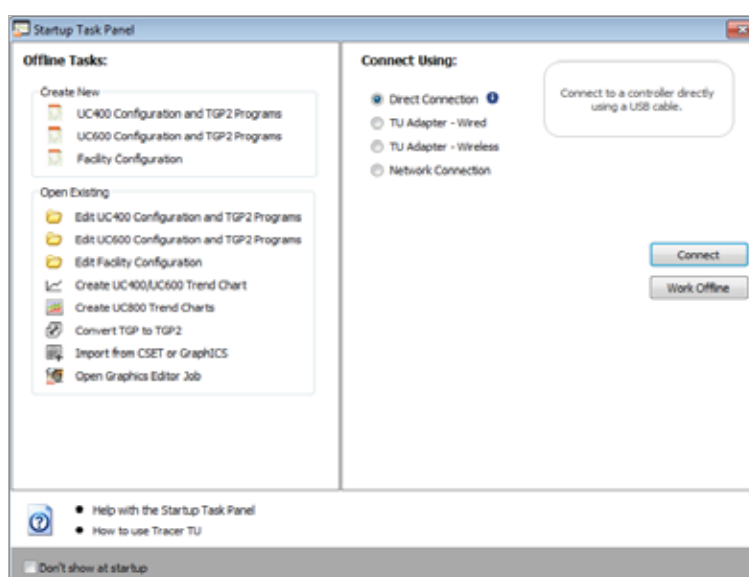 Startup Task Panel
Offline Tasks:
Create New
UC400 Configuration and TGP2 Programs
UC600 Configuration and TGP2 Programs
Facility Configuration
Open Existing
Edit UC400 Configuration and TGP2 Programs
Edit UC600 Configuration and TGP2 Programs
Edit Facility Configuration
Create UC400/UC600 Trend Chart
Create UC800 Trend Charts
Convert TGP to TGP2
Import from CSET or GraphICS
Open Graphics Editor Job
Connect Using:
Direct Connection
TU Adapter - Wired
TU Adapter - Wireless
Network Connection
Connect to a controller directly
using a USB cable.
Connect
Work Offline
Help with the Startup Task Panel
How to use Tracer TU
Don't show at startup